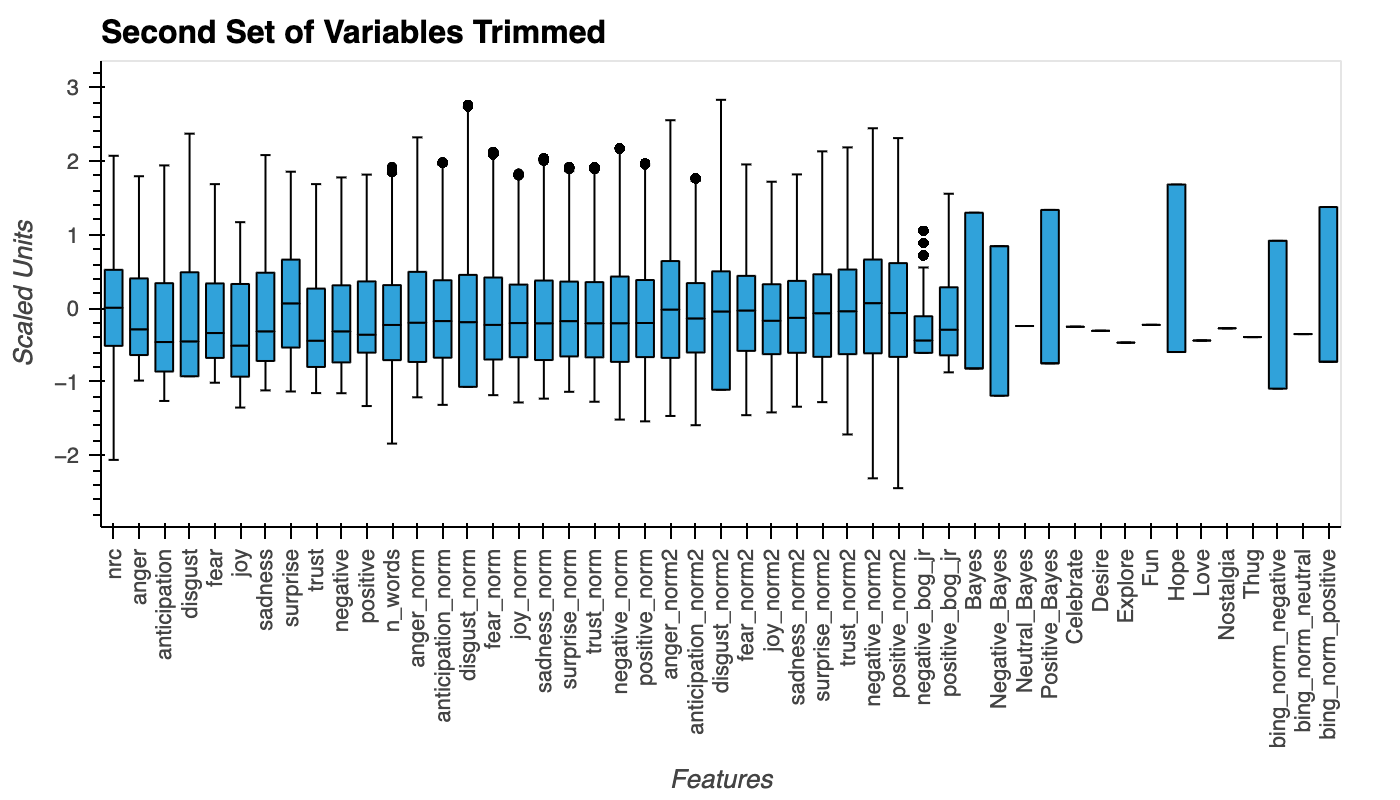 Second Set of Variables Trimmed
3
2
1
0
−1
−2
Scaled Units
nrc
anger
anticipation
disgust
fear
joy
sadness
surprise
trust
negative
positive
n_words
anger_norm
anticipation_norm
disgust_norm
fear_norm
joy_norm
sadness_norm
surprise_norm
trust_norm
negative_norm
positive_norm
anger_norm2
anticipation_norm2
disgust_norm2
fear_norm2
joy_norm2
sadness_norm2
surprise_norm2
trust_norm2
negative_norm2
positive_norm2
negative_bog_jr
positive_bog_jr
Bayes
Negative_Bayes
Neutral_Bayes
Positive_Bayes
Celebrate
Desire
Explore
Fun
Hope
Love
Nostalgia
Thug
bing_norm_negative
bing_norm_neutral
bing_norm_positive
Features